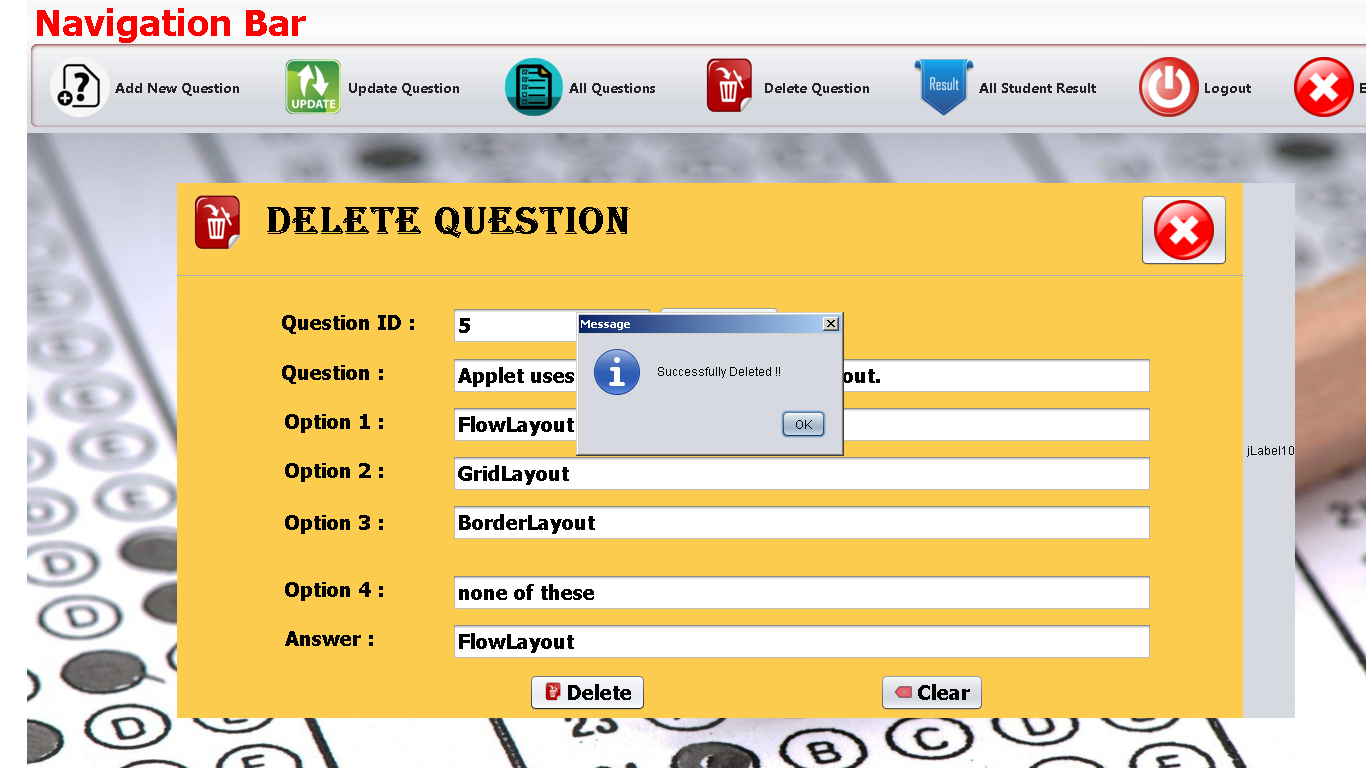 Navigation Bar
Add New Question
UPDATE
Update Question
All Questions
Delete Question
Result
All Student Result
Logout
E
DELETE QUESTION
Question ID : 5
Message
Successfully Deleted !!
OK
Question : Applet uses out.
Option 1 : FlowLayout
Option 2 : GridLayout
jLabel10
Option 3 : BorderLayout
Option 4 : none of these
Answer : FlowLayout
Delete
Clear